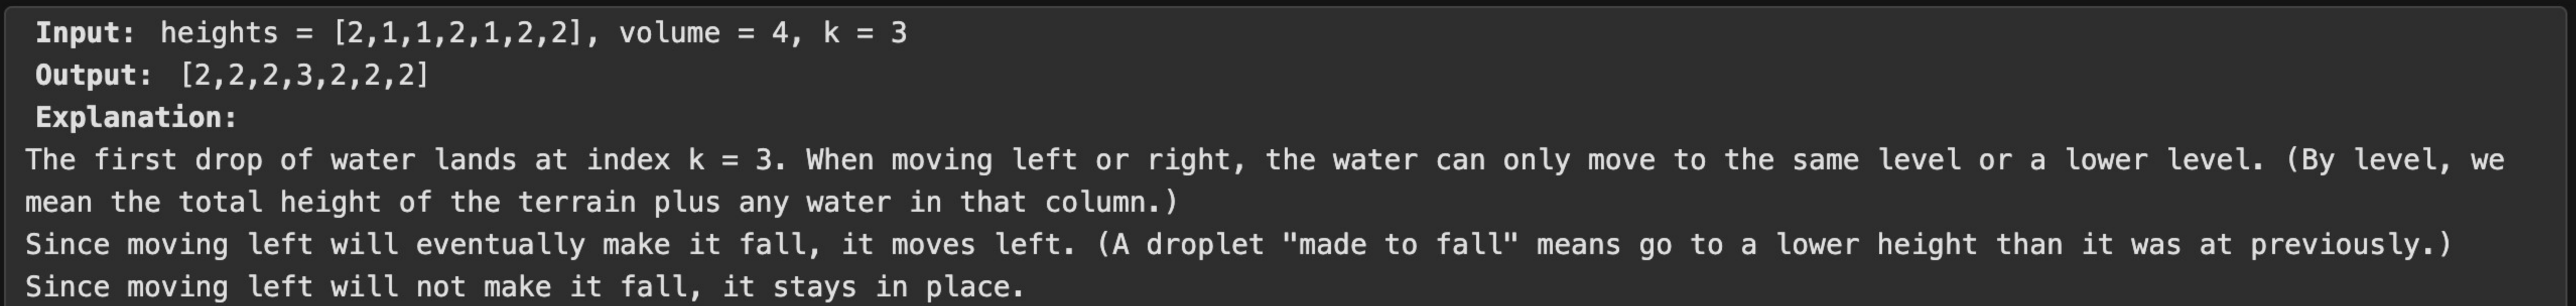 Input: heights = [2,1,1,2,1,2,2], volume = 4, k = 3
Output: [2,2,2,3,2,2,2]
Explanation:
The first drop of water lands at index k = 3. When moving left or right, the water can only move to the same level or a lower level. (By level, we
mean the total height of the terrain plus any water in that column.)
Since moving left will eventually make it fall, it moves left. (A droplet "made to fall" means go to a lower height than it was at previously.)
Since moving left will not make it fall, it stays in place.